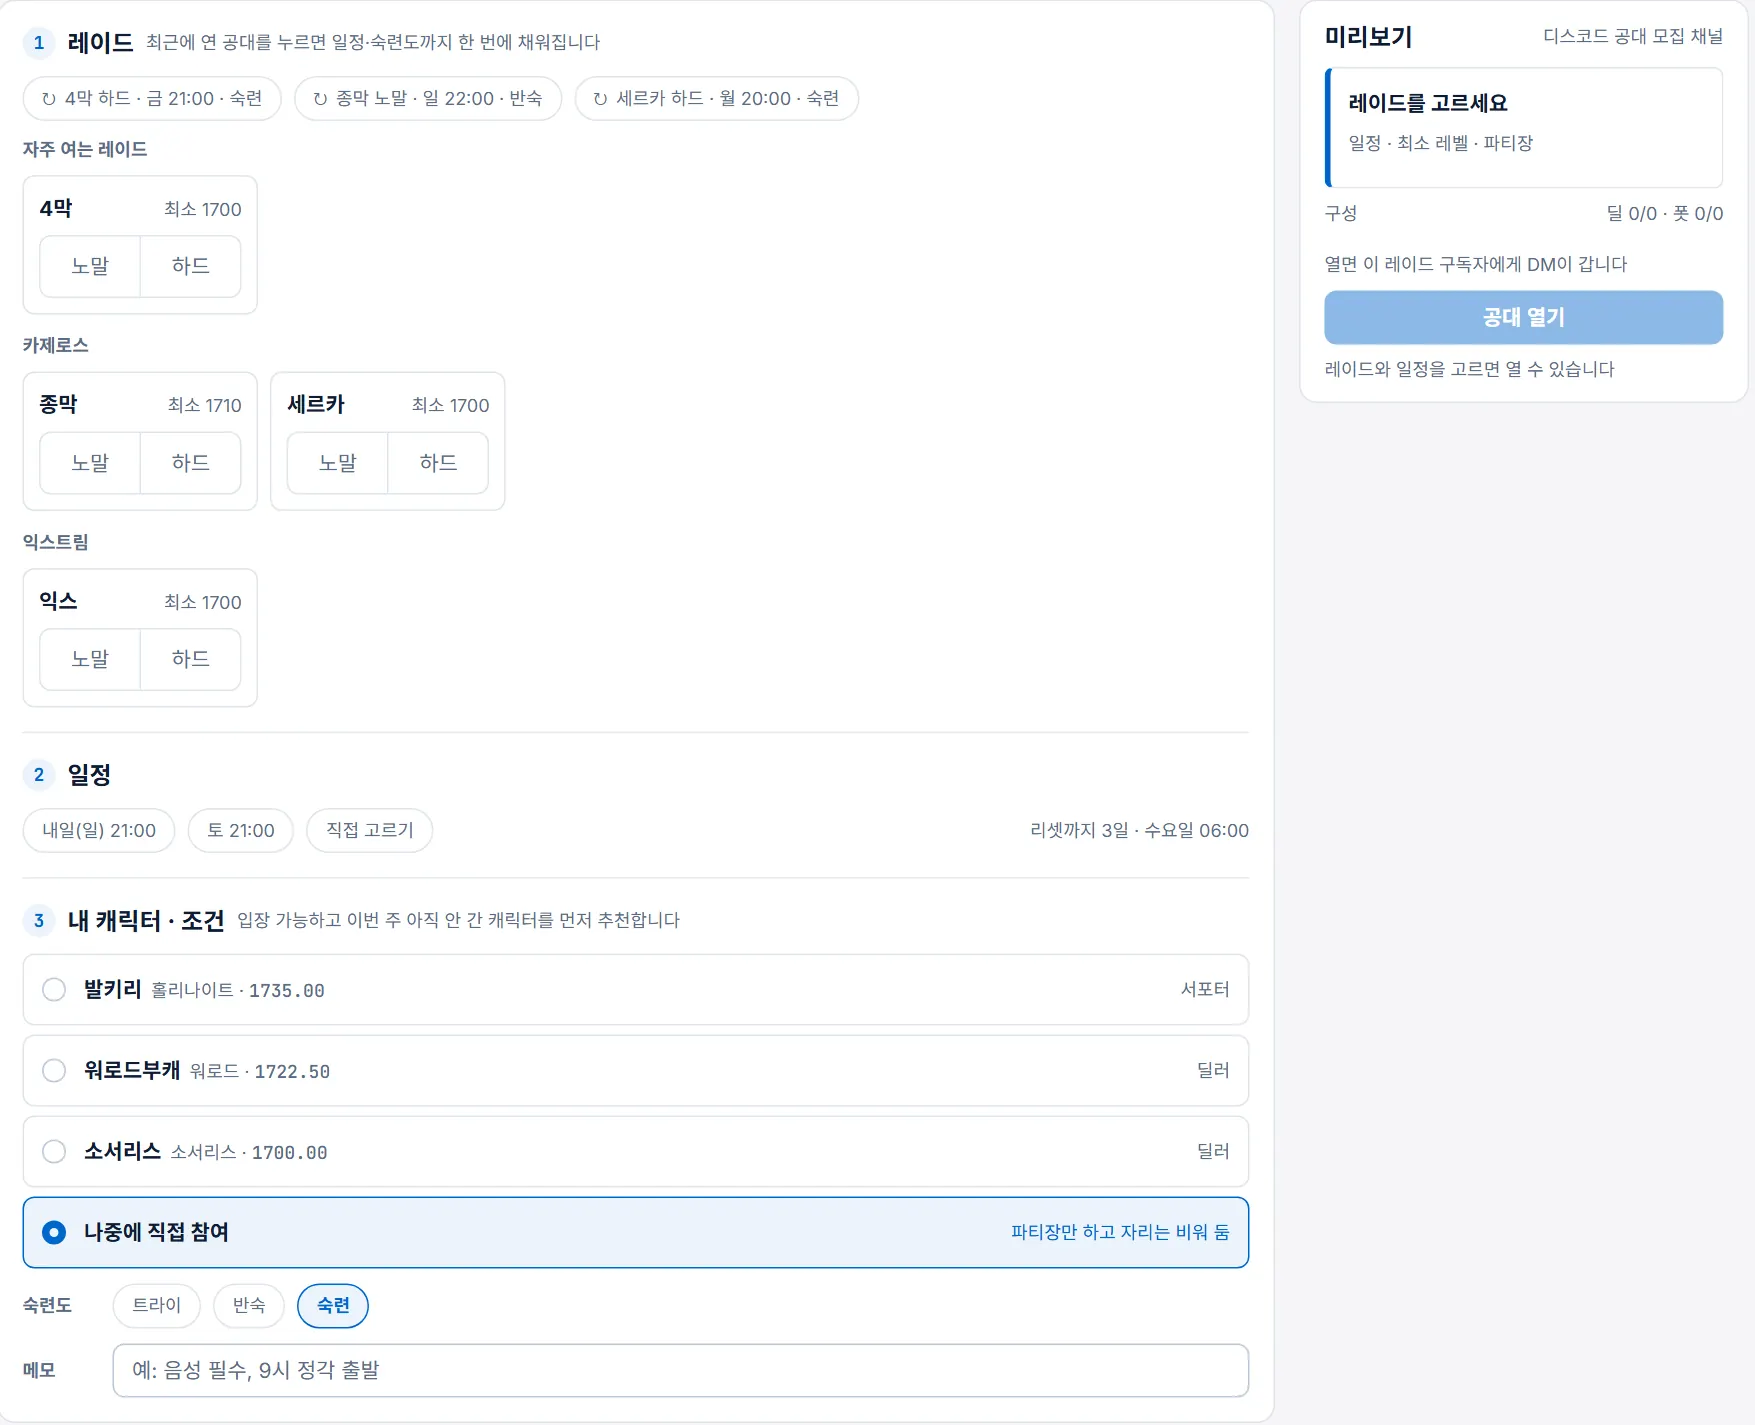 1 레이드 최근에 연 공대를 누르면 일정·숙련도까지 한 번에 채워집니다
↻ 4막 하드 · 금 21:00 · 숙련 ↻ 종막 노말 · 일 22:00 · 반숙 ↻ 세르카 하드 · 월 20:00 · 숙련
자주 여는 레이드
4막 최소 1700
노말 하드
카제로스
종막 최소 1710 세르카 최소 1700
노말 하드 노말 하드
익스트림
익스 최소 1700
노말 하드
2 일정
내일(일) 21:00 토 21:00 직접 고르기 리셋까지 3일 · 수요일 06:00
3 내 캐릭터 · 조건 입장 가능하고 이번 주 아직 안 간 캐릭터를 먼저 추천합니다
발키리 홀리나이트 · 1735.00 서포터
워로드부캐 워로드 · 1722.50 딜러
소서리스 소서리스 · 1700.00 딜러
나중에 직접 참여 파티장만 하고 자리는 비워 둠
숙련도 트라이 반숙 숙련
메모 예: 음성 필수, 9시 정각 출발
미리보기 디스코드 공대 모집 채널
레이드를 고르세요
일정 · 최소 레벨 · 파티장
구성 딜 0/0 · 폿 0/0
열면 이 레이드 구독자에게 DM이 갑니다
공대 열기
레이드와 일정을 고르면 열 수 있습니다